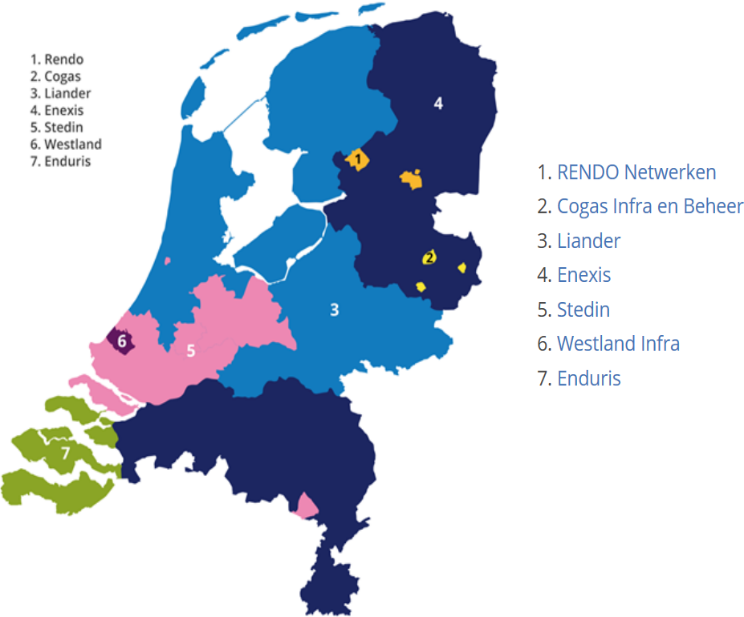 1. Rendo
2. Cogas
3. Liander
4. Enexis
5. Stedin
6. Westland
7. Enduris
4
1
2
3
6
5
7
1. RENDO Netwerken
2. Cogas Infra en Beheer
3. Liander
4. Enexis
5. Stedin
6. Westland Infra
7. Enduris